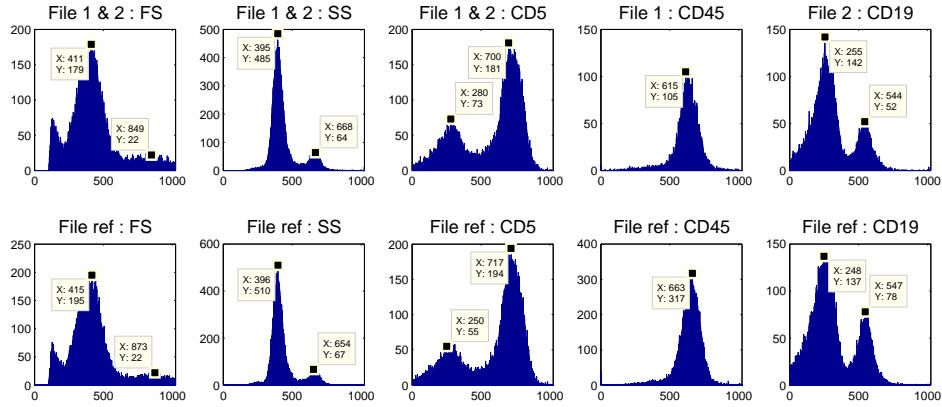 File 1 & 2 : FS
File 1 & 2 : SS
File 1 & 2 : CD5
File 1 : CD45
File 2 : CD19
200
150
100
50
0
0
500
1000
X: 411
Y: 179
X: 849
Y: 22
500
400
300
200
100
0
0
500
1000
X: 395
Y: 485
X: 668
Y: 64
200
150
100
50
0
0
500
1000
X: 280
Y: 73
X: 700
Y: 181
150
100
50
0
0
500
1000
X: 615
Y: 105
150
100
50
0
0
500
1000
X: 255
Y: 142
X: 544
Y: 52
File ref : FS
File ref : SS
File ref : CD5
File ref : CD45
File ref : CD19
250
200
150
100
50
0
0
500
1000
X: 415
Y: 195
X: 873
Y: 22
600
400
200
0
0
500
1000
X: 396
Y: 510
X: 654
Y: 67
200
150
100
50
0
0
500
1000
X: 250
Y: 55
X: 717
Y: 194
400
300
200
100
0
0
500
1000
X: 663
Y: 317
150
100
50
0
0
500
1000
X: 248
Y: 137
X: 547
Y: 78